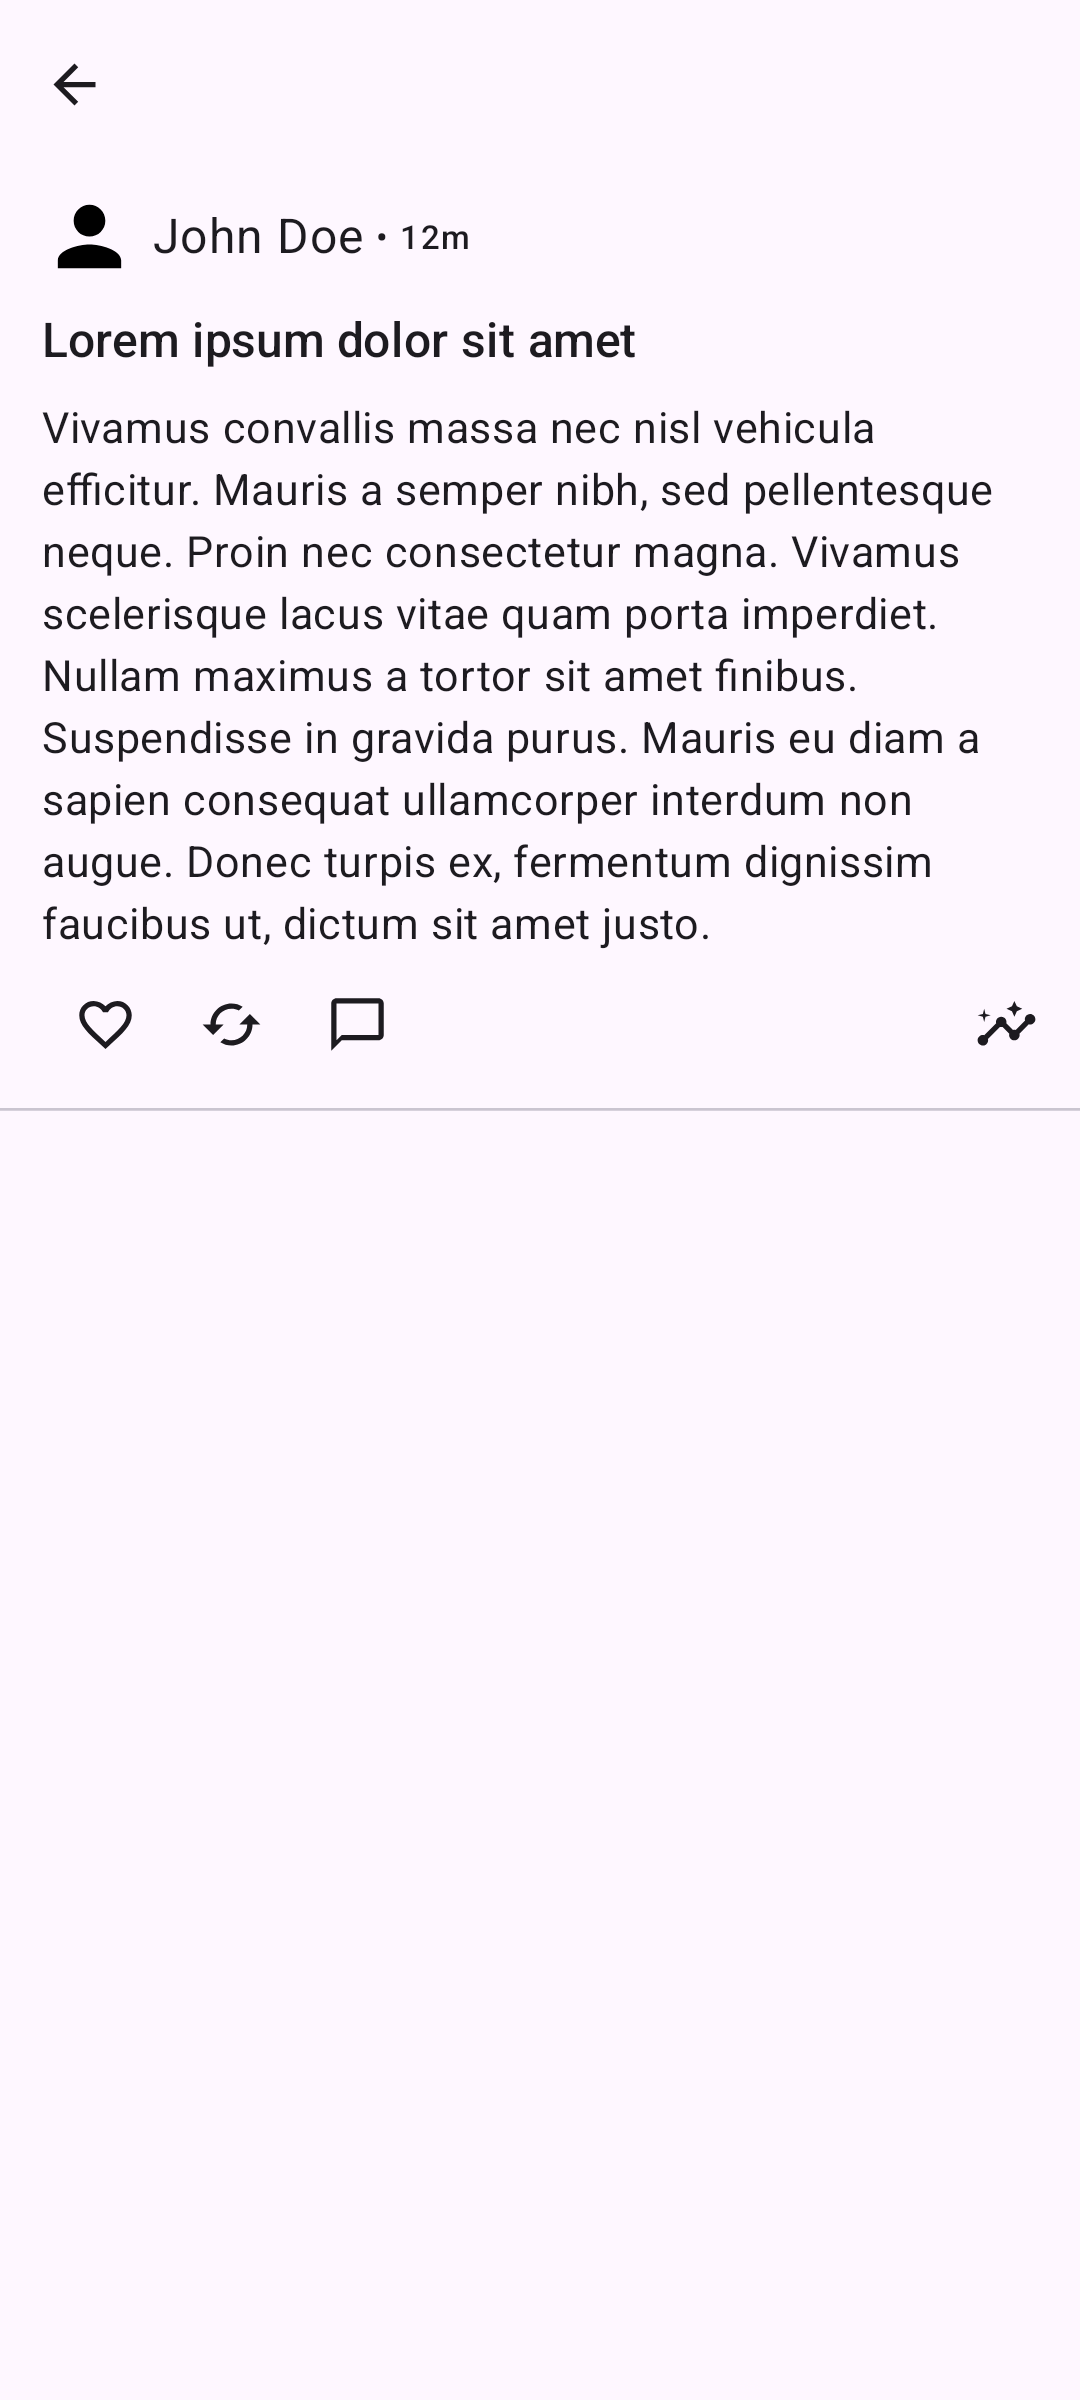 John Doe • 12m
Lorem ipsum dolor sit amet
Vivamus convallis massa nec nisl vehicula
efficitur. Mauris a semper nibh, sed pellentesque
neque. Proin nec consectetur magna. Vivamus
scelerisque lacus vitae quam porta imperdiet.
Nullam maximus a tortor sit amet finibus.
Suspendisse in gravida purus. Mauris eu diam a
sapien consequat ullamcorper interdum non
augue. Donec turpis ex, fermentum dignissim
faucibus ut, dictum sit amet justo.